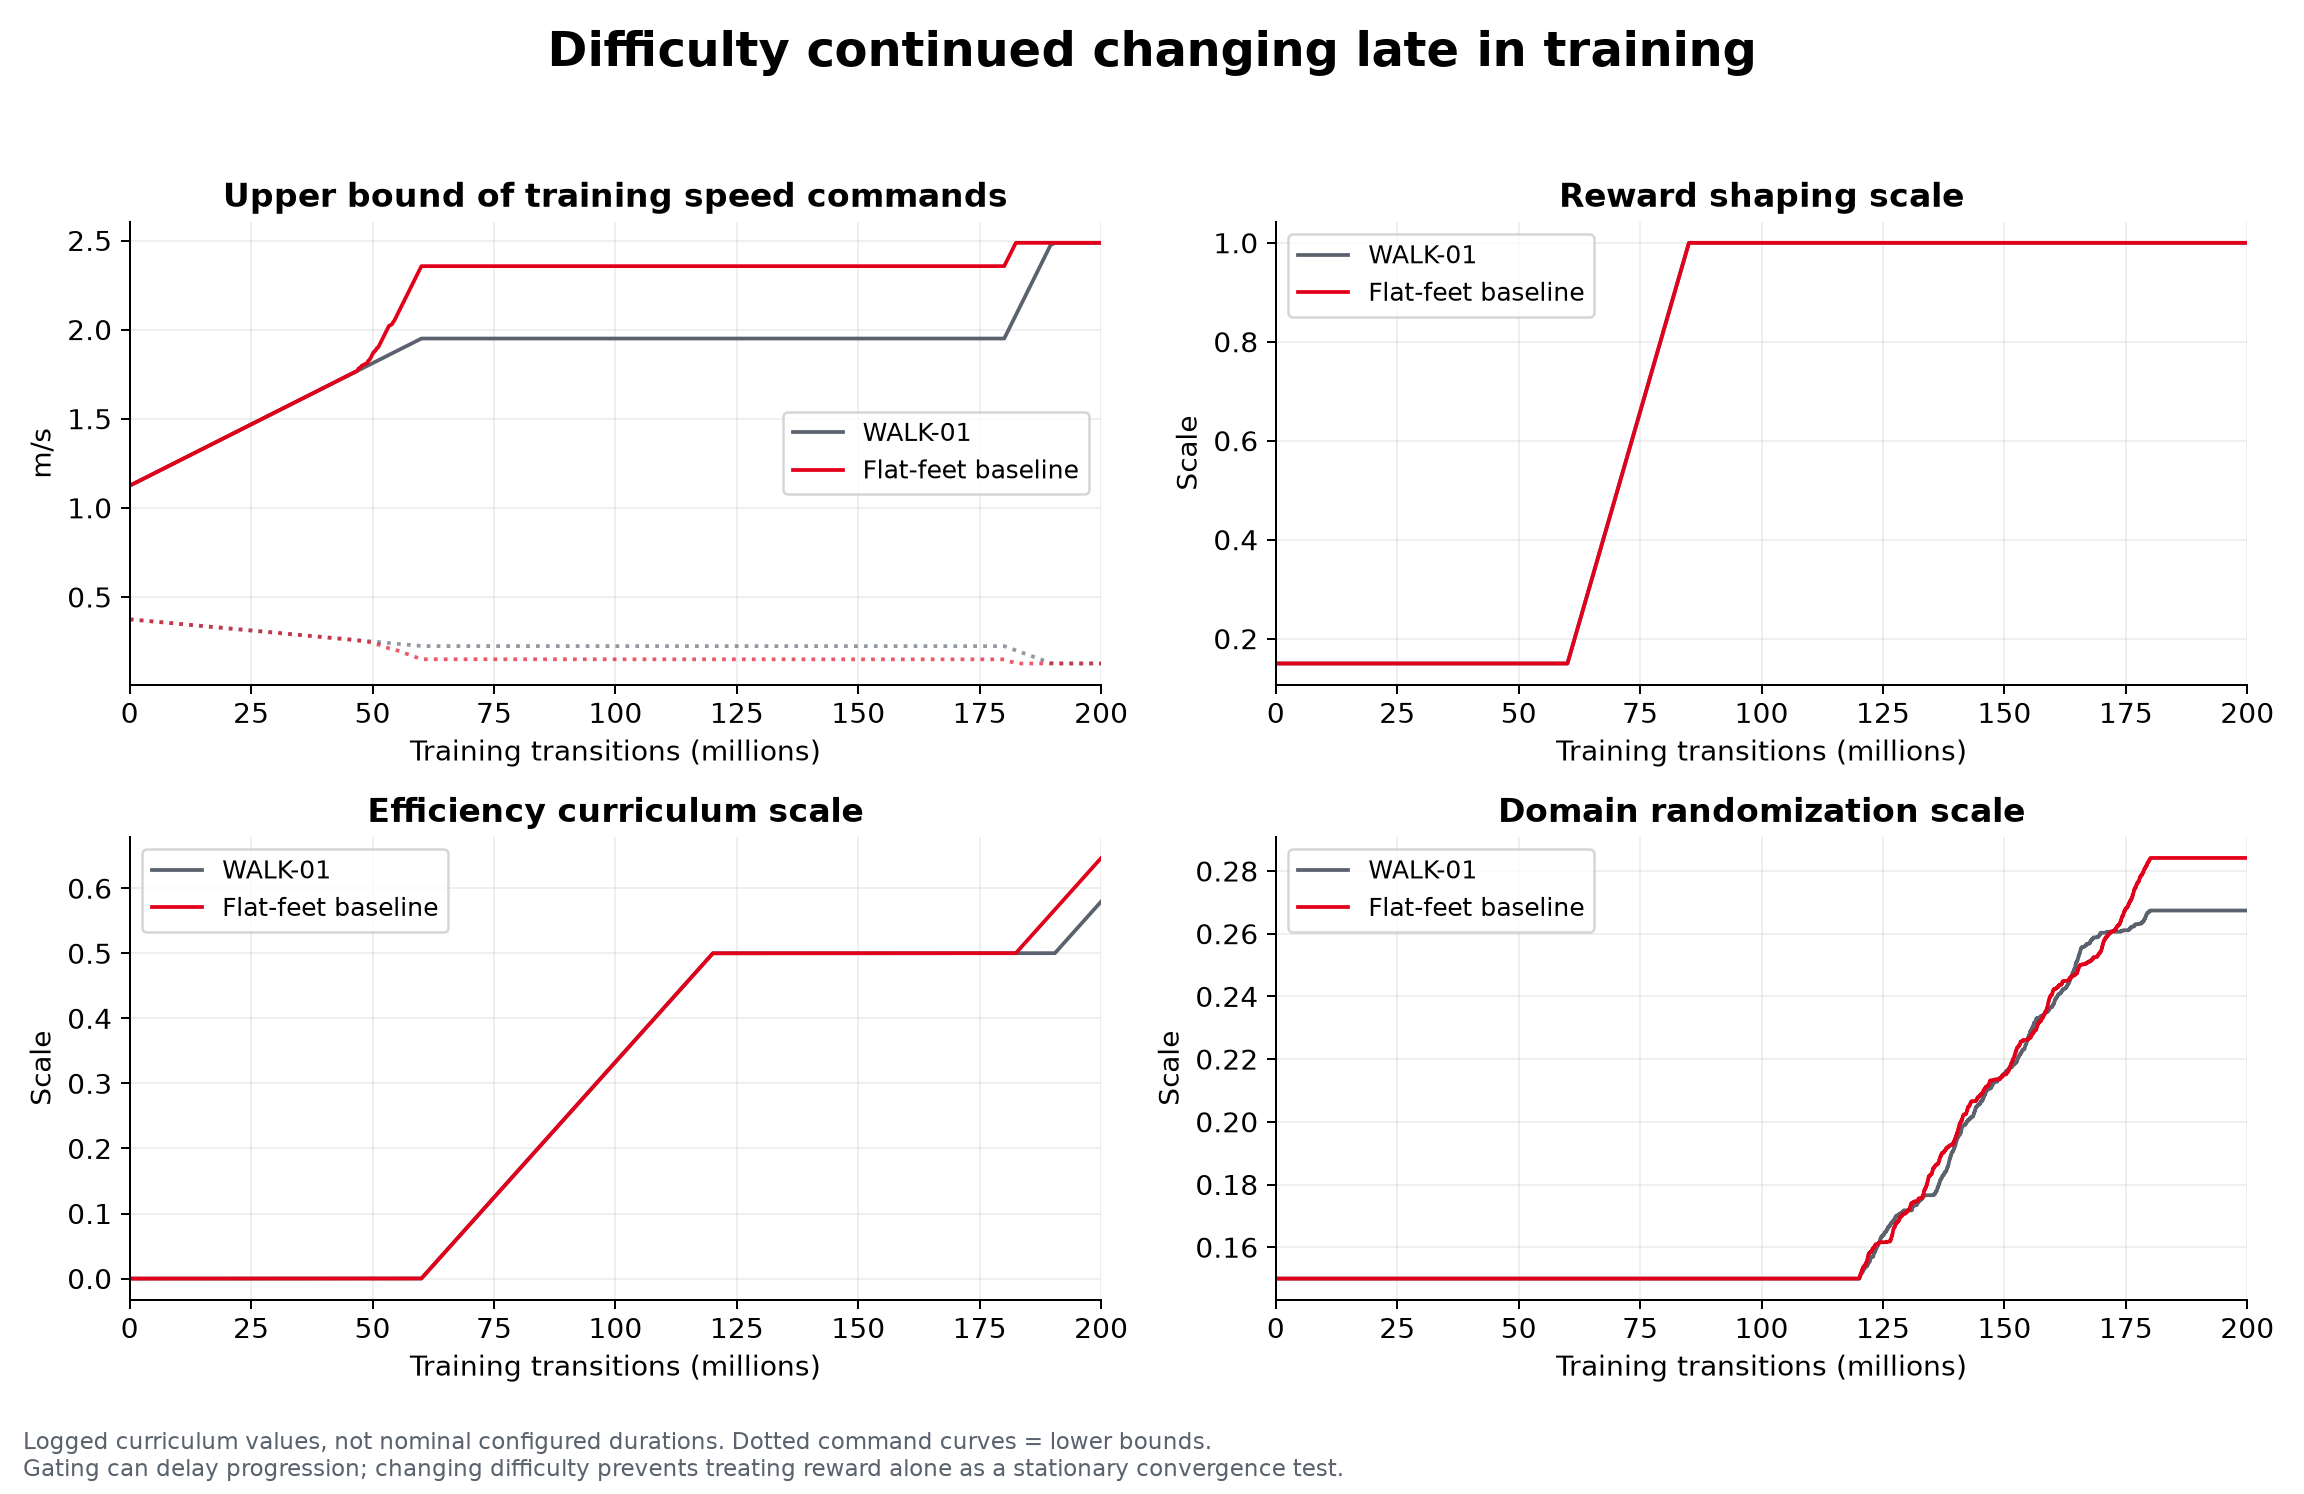 Difficulty continued changing late in training
Upper bound of training speed commands
2.5
2.0
1.5
1.0
0.5
m/s
WALK-01
Flat-feet baseline
0 25 50 75 100 125 150 175 200
Training transitions (millions)
Reward shaping scale
1.0
0.8
0.6
0.4
0.2
Scale
WALK-01
Flat-feet baseline
0 25 50 75 100 125 150 175 200
Training transitions (millions)
Efficiency curriculum scale
0.6
0.5
0.4
0.3
0.2
0.1
0.0
Scale
WALK-01
Flat-feet baseline
0 25 50 75 100 125 150 175 200
Training transitions (millions)
Domain randomization scale
0.28
0.26
0.24
0.22
0.20
0.18
0.16
Scale
WALK-01
Flat-feet baseline
0 25 50 75 100 125 150 175 200
Training transitions (millions)
Logged curriculum values, not nominal configured durations. Dotted command curves = lower bounds.
Gating can delay progression; changing difficulty prevents treating reward alone as a stationary convergence test.